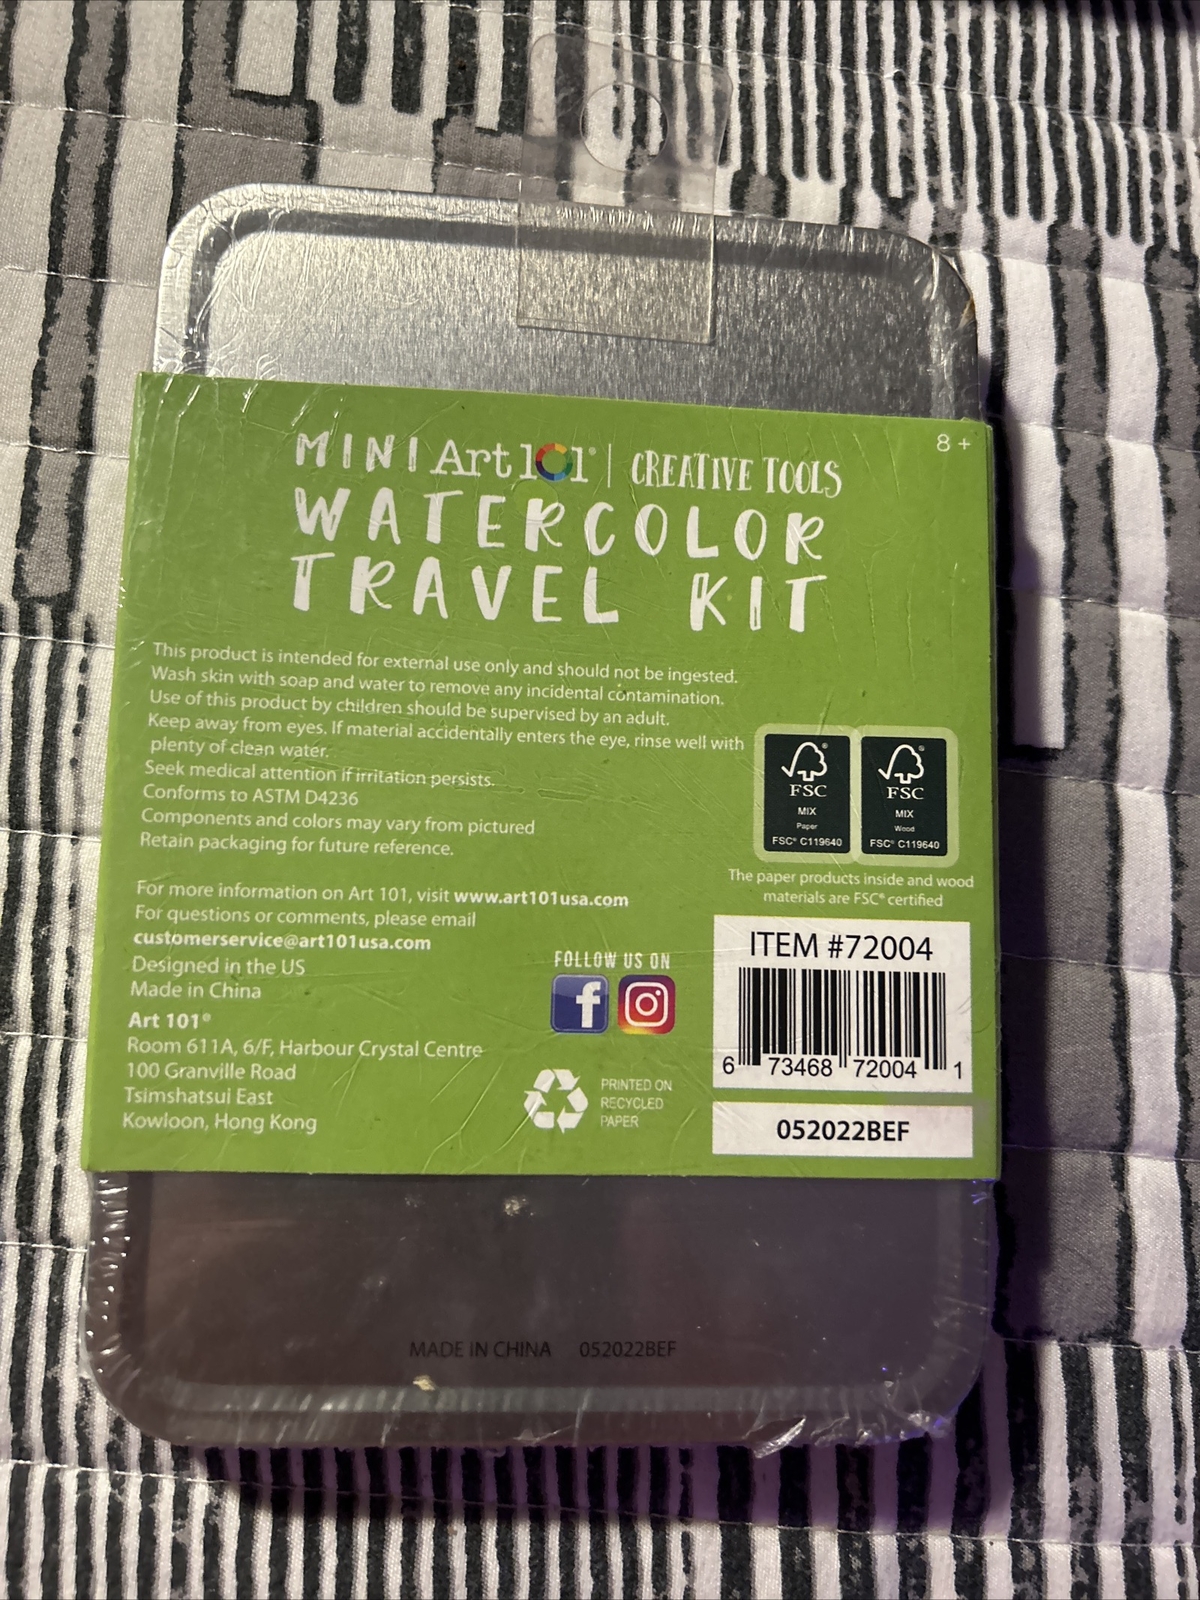 8 +
MINI Art 101® | CREATIVE TOOLS
WATERCOLOR
TRAVEL KIT
This product is intended for external use only and should not be ingested.
Wash skin with soap and water to remove any incidental contamination.
Use of this product by children should be supervised by an adult.
Keep away from eyes. If material accidentally enters the eye, rinse well with
plenty of clean water.
Seek medical attention if irritation persists.
Conforms to ASTM D4236
Components and colors may vary from pictured
Retain packaging for future reference.
FSC
MIX
Paper
FSC® C119640
FSC
MIX
Wood
FSC® C119640
The paper products inside and wood
materials are FSC® certified
For more information on Art 101, visit www.art101usa.com
For questions or comments, please email
customerservice@art101usa.com
Designed in the US
Made in China
Art 101®
Room 611A, 6/F, Harbour Crystal Centre
100 Granville Road
Tsimshatsui East
Kowloon, Hong Kong
FOLLOW US ON
PRINTED ON
RECYCLED
PAPER
ITEM #72004
6 73468 72004 1
052022BEF
MADE IN CHINA 052022BEF